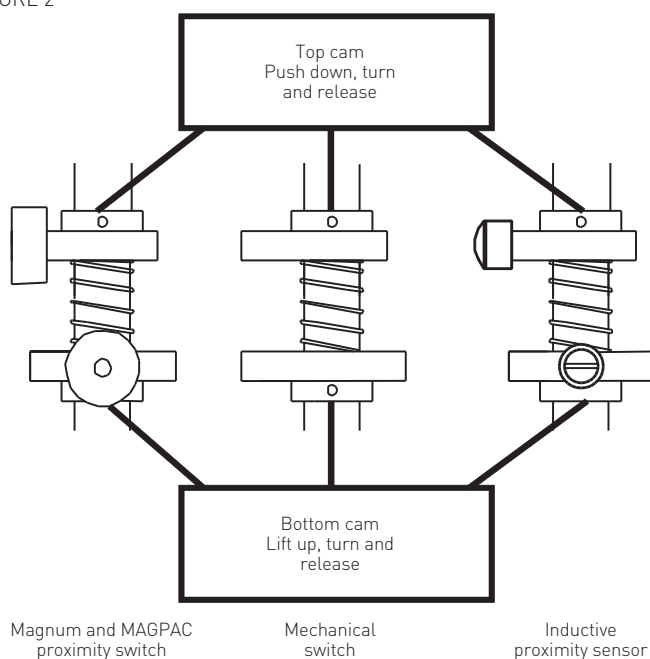 URE 2
Top cam
Push down, turn
and release
Bottom cam
Lift up, turn and
release
Magnum and MAGPAC
proximity switch
Mechanical
switch
Inductive
proximity sensor